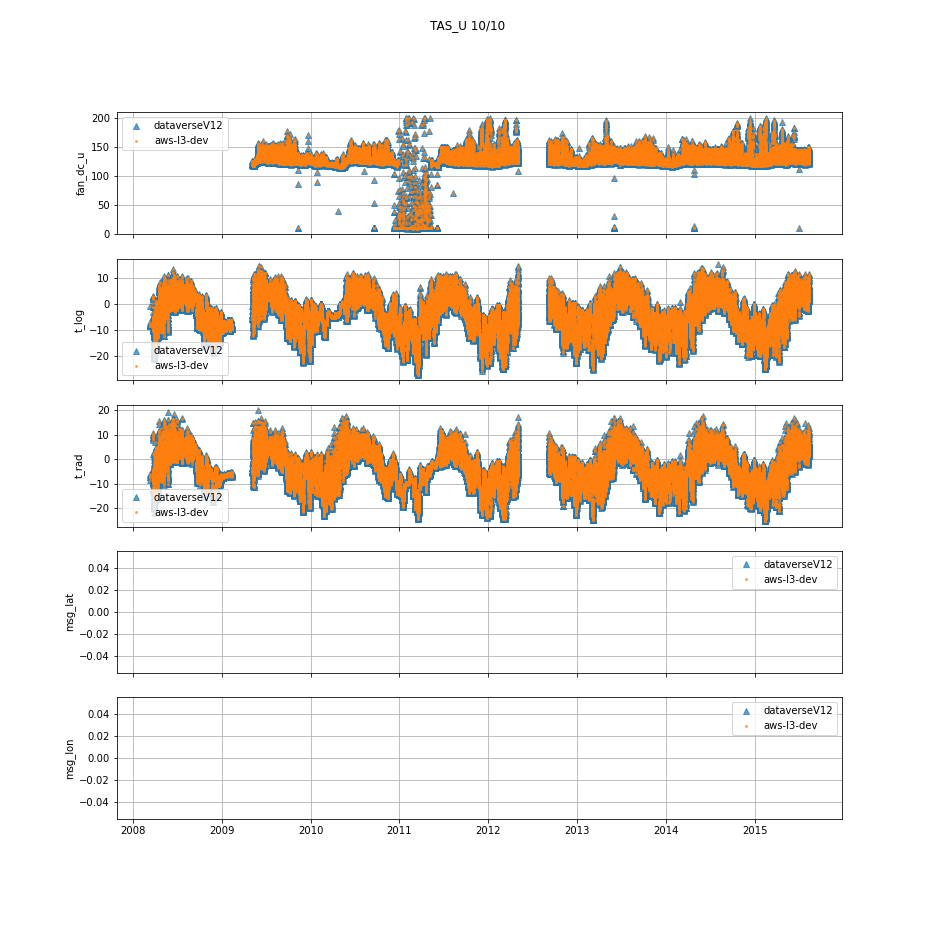 TAS_U 10/10
200
150
100
50
0
fan_dc_u
dataverseV12
aws-l3-dev
10
0
−10
−20
t_log
dataverseV12
aws-l3-dev
20
10
0
−10
−20
t_rad
dataverseV12
aws-l3-dev
0.04
0.02
0.00
−0.02
−0.04
msg_lat
dataverseV12
aws-l3-dev
0.04
0.02
0.00
−0.02
−0.04
msg_lon
dataverseV12
aws-l3-dev
2008 2009 2010 2011 2012 2013 2014 2015